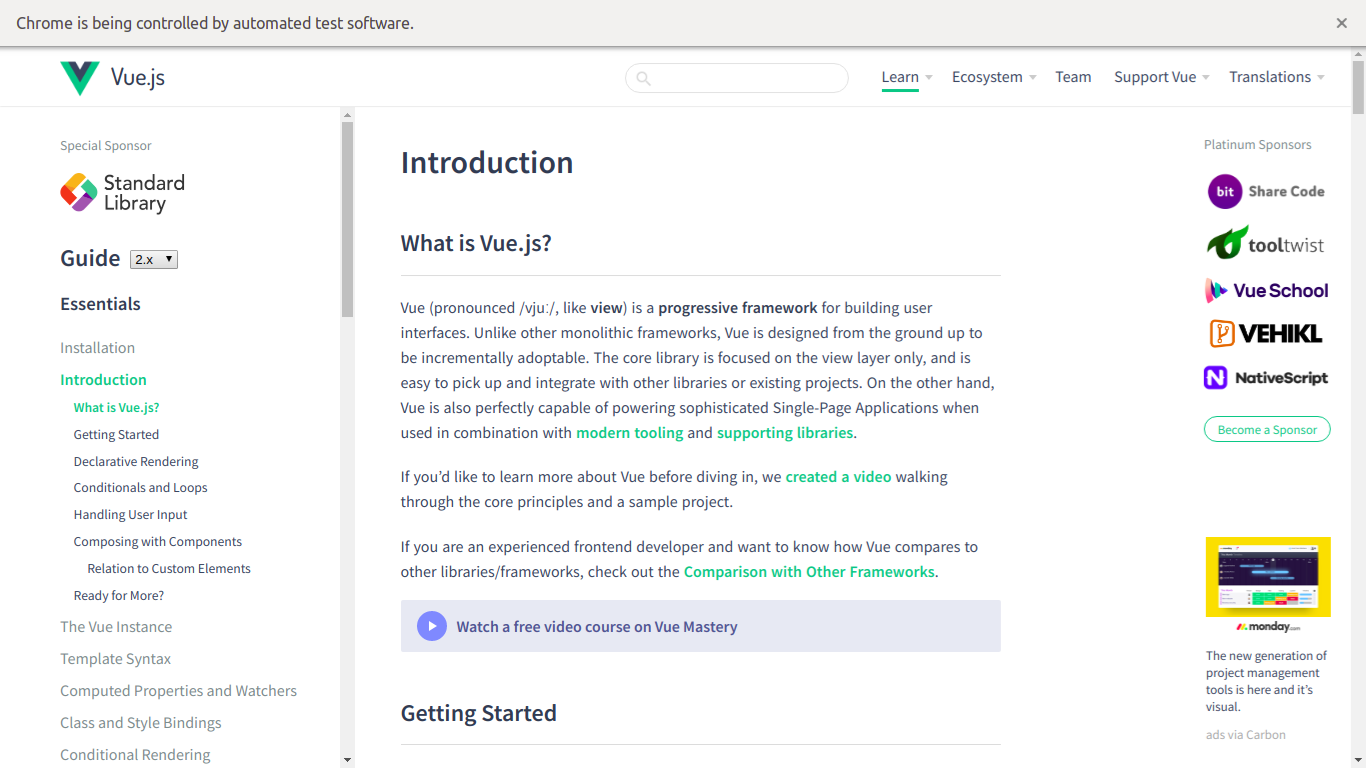 Chrome is being controlled by automated test software.
Vue.js
Learn
Ecosystem
Team
Support Vue
Translations
Special Sponsor
Standard
Library
Guide 2.x
Essentials
Installation
Introduction
What is Vue.js?
Getting Started
Declarative Rendering
Conditionals and Loops
Handling User Input
Composing with Components
Relation to Custom Elements
Ready for More?
The Vue Instance
Template Syntax
Computed Properties and Watchers
Class and Style Bindings
Conditional Rendering
Introduction
What is Vue.js?
Vue (pronounced /vjuː/, like view) is a progressive framework for building user
interfaces. Unlike other monolithic frameworks, Vue is designed from the ground up to
be incrementally adoptable. The core library is focused on the view layer only, and is
easy to pick up and integrate with other libraries or existing projects. On the other hand,
Vue is also perfectly capable of powering sophisticated Single-Page Applications when
used in combination with modern tooling and supporting libraries.
If you’d like to learn more about Vue before diving in, we created a video walking
through the core principles and a sample project.
If you are an experienced frontend developer and want to know how Vue compares to
other libraries/frameworks, check out the Comparison with Other Frameworks.
Watch a free video course on Vue Mastery
Getting Started
Platinum Sponsors
bit Share Code
tooltwist
Vue School
VEHIKL
N NativeScript
Become a Sponsor
monday.com
The new generation of
project management
tools is here and it’s
visual.
ads via Carbon